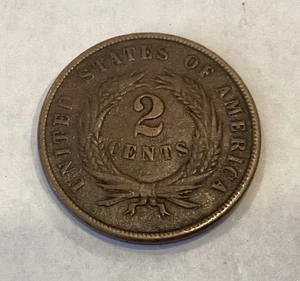 UNITED STATES OF AMERICA
2
CENTS